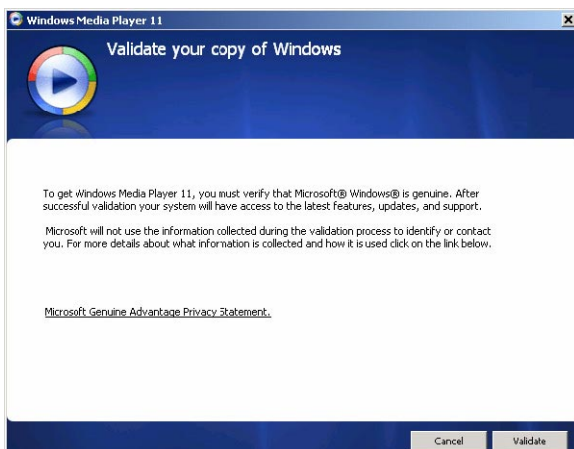 Windows Media Player 11
Validate your copy of Windows
To get Windows Media Player 11, you must verify that Microsoft® Windows® is genuine. After
successful validation your system will have access to the latest features, updates, and support.
Microsoft will not use the information collected during the validation process to identify or contact
you. For more details about what information is collected and how it is used click on the link below.
Microsoft Genuine Advantage Privacy Statement.
Cancel
Validate